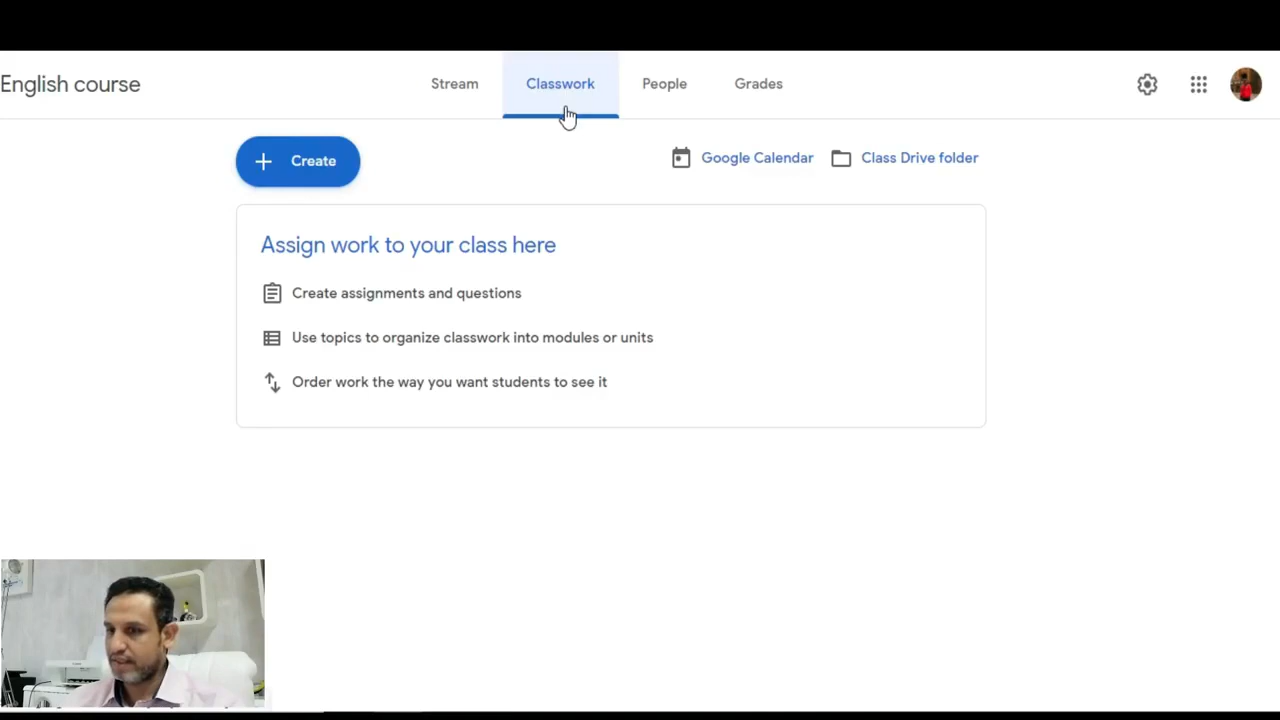 English course
Stream
Classwork
People
Grades
Create
Google Calendar
Class Drive folder
Assign work to your class here
Create assignments and questions
Use topics to organize classwork into modules or units
Order work the way you want students to see it